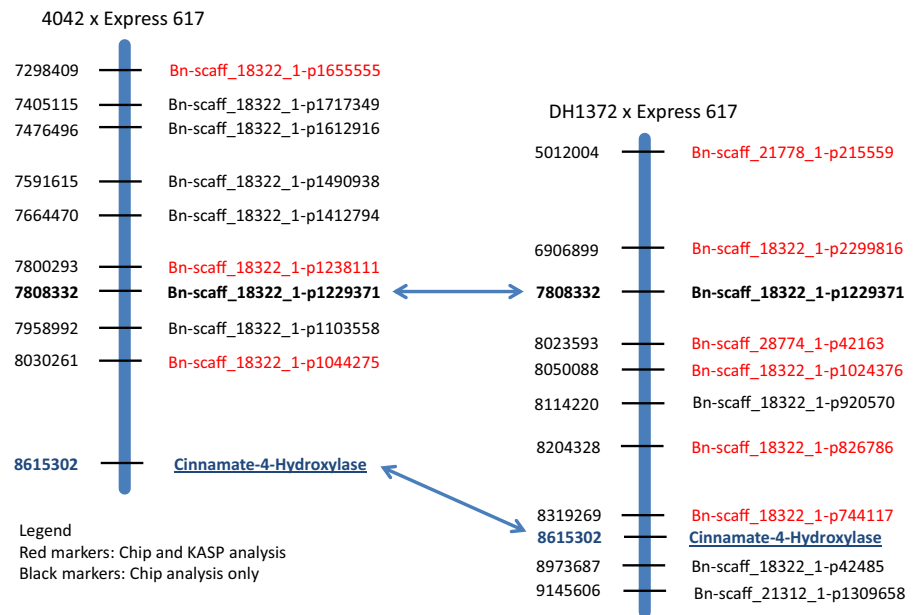 4042 x Express 617
7298409 Bn-scaff_18322_1-p1655555
7405115 Bn-scaff_18322_1-p1717349
7476496 Bn-scaff_18322_1-p1612916
7591615 Bn-scaff_18322_1-p1490938
7664470 Bn-scaff_18322_1-p1412794
7800293 Bn-scaff_18322_1-p1238111
7808332 Bn-scaff_18322_1-p1229371
7958992 Bn-scaff_18322_1-p1103558
8030261 Bn-scaff_18322_1-p1044275
8615302 Cinnamate-4-Hydroxylase
Legend
Red markers: Chip and KASP analysis
Black markers: Chip analysis only
DH1372 x Express 617
5012004 Bn-scaff_21778_1-p215559
6906899 Bn-scaff_18322_1-p2299816
7808332 Bn-scaff_18322_1-p1229371
8023593 Bn-scaff_28774_1-p42163
8050088 Bn-scaff_18322_1-p1024376
8114220 Bn-scaff_18322_1-p920570
8204328 Bn-scaff_18322_1-p826786
8319269 Bn-scaff_18322_1-p744117
8615302 Cinnamate-4-Hydroxylase
8973687 Bn-scaff_18322_1-p42485
9145606 Bn-scaff_21312_1-p1309658